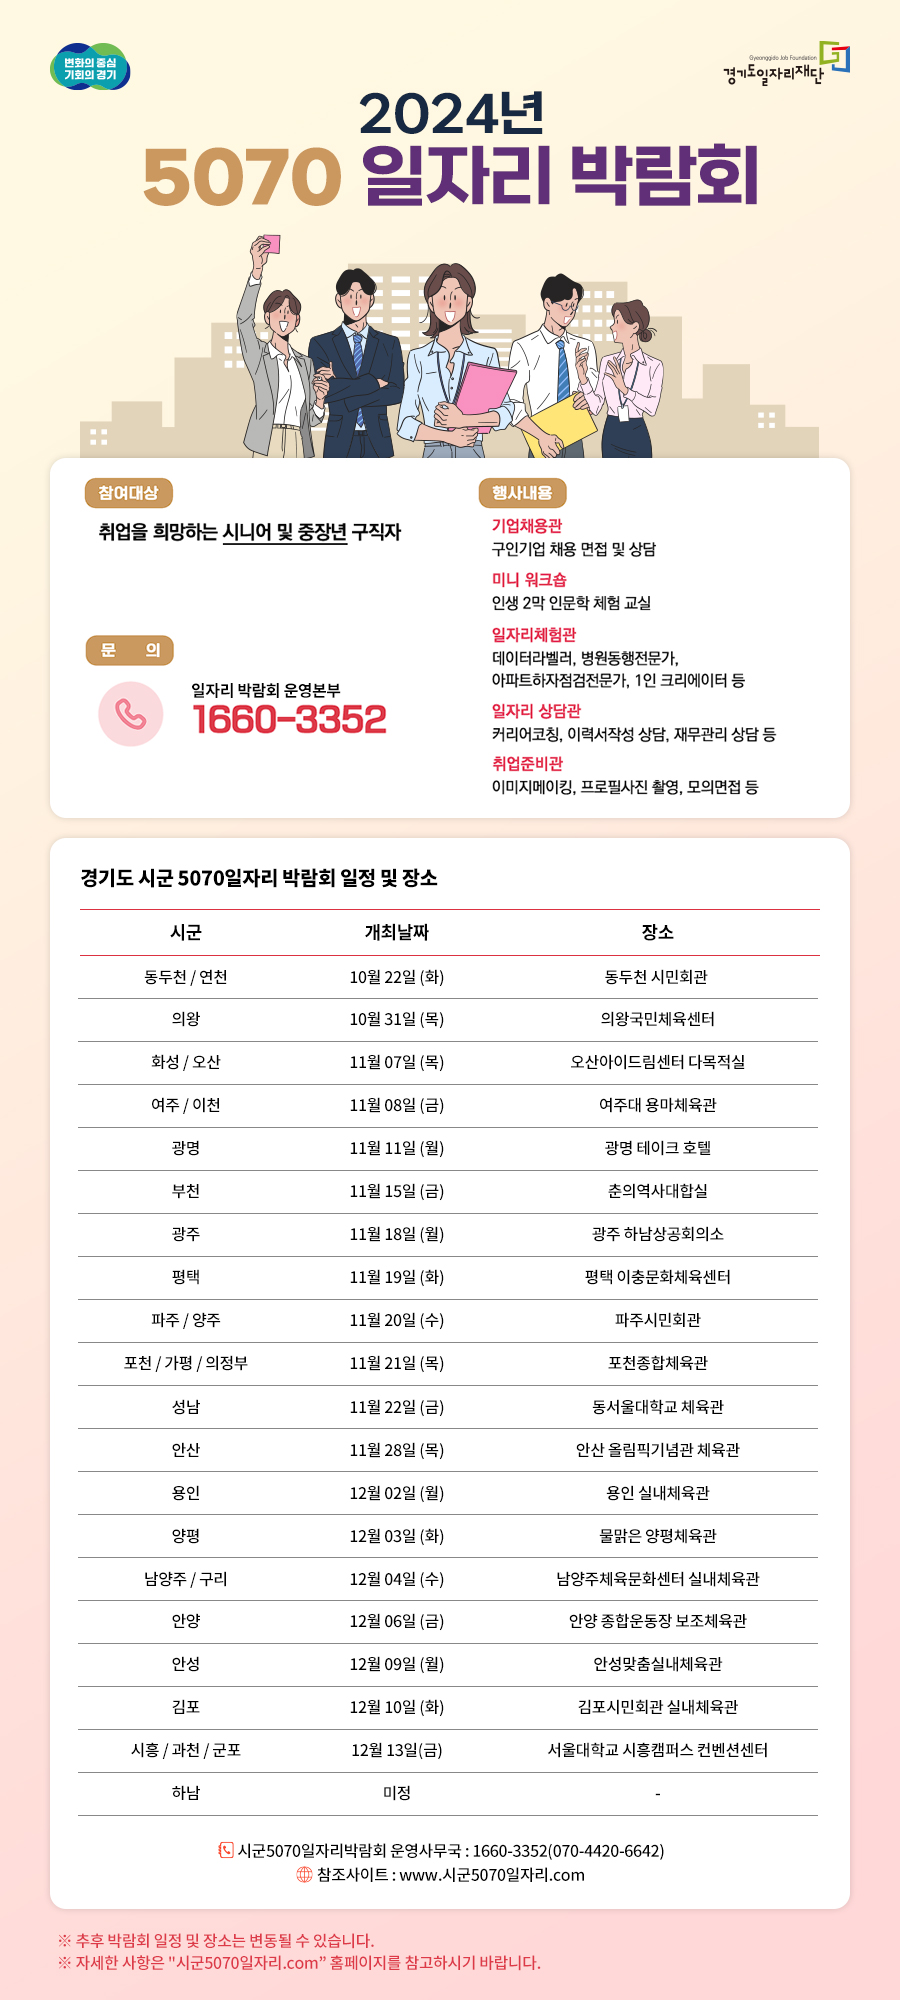 변화의 중심
기회의 경기
Gyeonggido Job Foundation
경기도일자리재단
2024년
5070 일자리 박람회
참여대상
취업을 희망하는 시니어 및 중장년 구직자
문 의
일자리 박람회 운영본부
1660-3352
행사내용
기업채용관
구인기업 채용 면접 및 상담
미니 워크숍
인생 2막 인문학 체험 교실
일자리체험관
데이터라벨러, 병원동행전문가,
아파트하자점검전문가, 1인 크리에이터 등
일자리 상담관
커리어코칭, 이력서작성 상담, 재무관리 상담 등
취업준비관
이미지메이킹, 프로필사진 촬영, 모의면접 등
경기도 시군 5070일자리 박람회 일정 및 장소
시군 개최날짜 장소
동두천 / 연천 10월 22일 (화) 동두천 시민회관
의왕 10월 31일 (목) 의왕국민체육센터
화성 / 오산 11월 07일 (목) 오산아이드림센터 다목적실
여주 / 이천 11월 08일 (금) 여주대 용마체육관
광명 11월 11일 (월) 광명 테이크 호텔
부천 11월 15일 (금) 춘의역사대합실
광주 11월 18일 (월) 광주 하남상공회의소
평택 11월 19일 (화) 평택 이충문화체육센터
파주 / 양주 11월 20일 (수) 파주시민회관
포천 / 가평 / 의정부 11월 21일 (목) 포천종합체육관
성남 11월 22일 (금) 동서울대학교 체육관
안산 11월 28일 (목) 안산 올림픽기념관 체육관
용인 12월 02일 (월) 용인 실내체육관
양평 12월 03일 (화) 물맑은 양평체육관
남양주 / 구리 12월 04일 (수) 남양주체육문화센터 실내체육관
안양 12월 06일 (금) 안양 종합운동장 보조체육관
안성 12월 09일 (월) 안성맞춤실내체육관
김포 12월 10일 (화) 김포시민회관 실내체육관
시흥 / 과천 / 군포 12월 13일(금) 서울대학교 시흥캠퍼스 컨벤션센터
하남 미정 -
시군5070일자리박람회 운영사무국 : 1660-3352(070-4420-6642)
참조사이트 : www.시군5070일자리.com
※ 추후 박람회 일정 및 장소는 변동될 수 있습니다.
※ 자세한 사항은 "시군5070일자리.com” 홈페이지를 참고하시기 바랍니다.